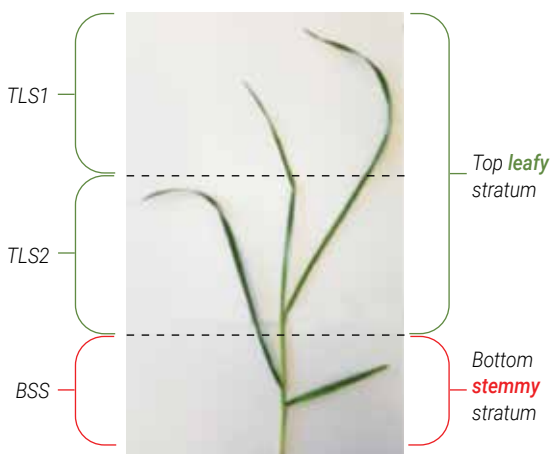 TLS1
TLS2
BSS
Top leafy
stratum
Bottom
stemmy
stratum